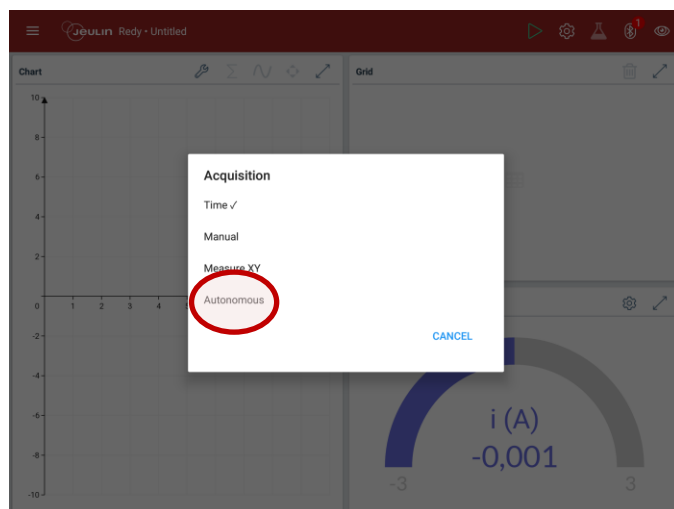 Jeulin Redy • Untitled
1
Chart
Grid
10
8
6
4
2
0
1 2 3 4
-2
-4
-6
-8
-10
Acquisition
Time ✓
Manual
Measure XY
Autonomous
CANCEL
i (A)
-0,001
-3
3